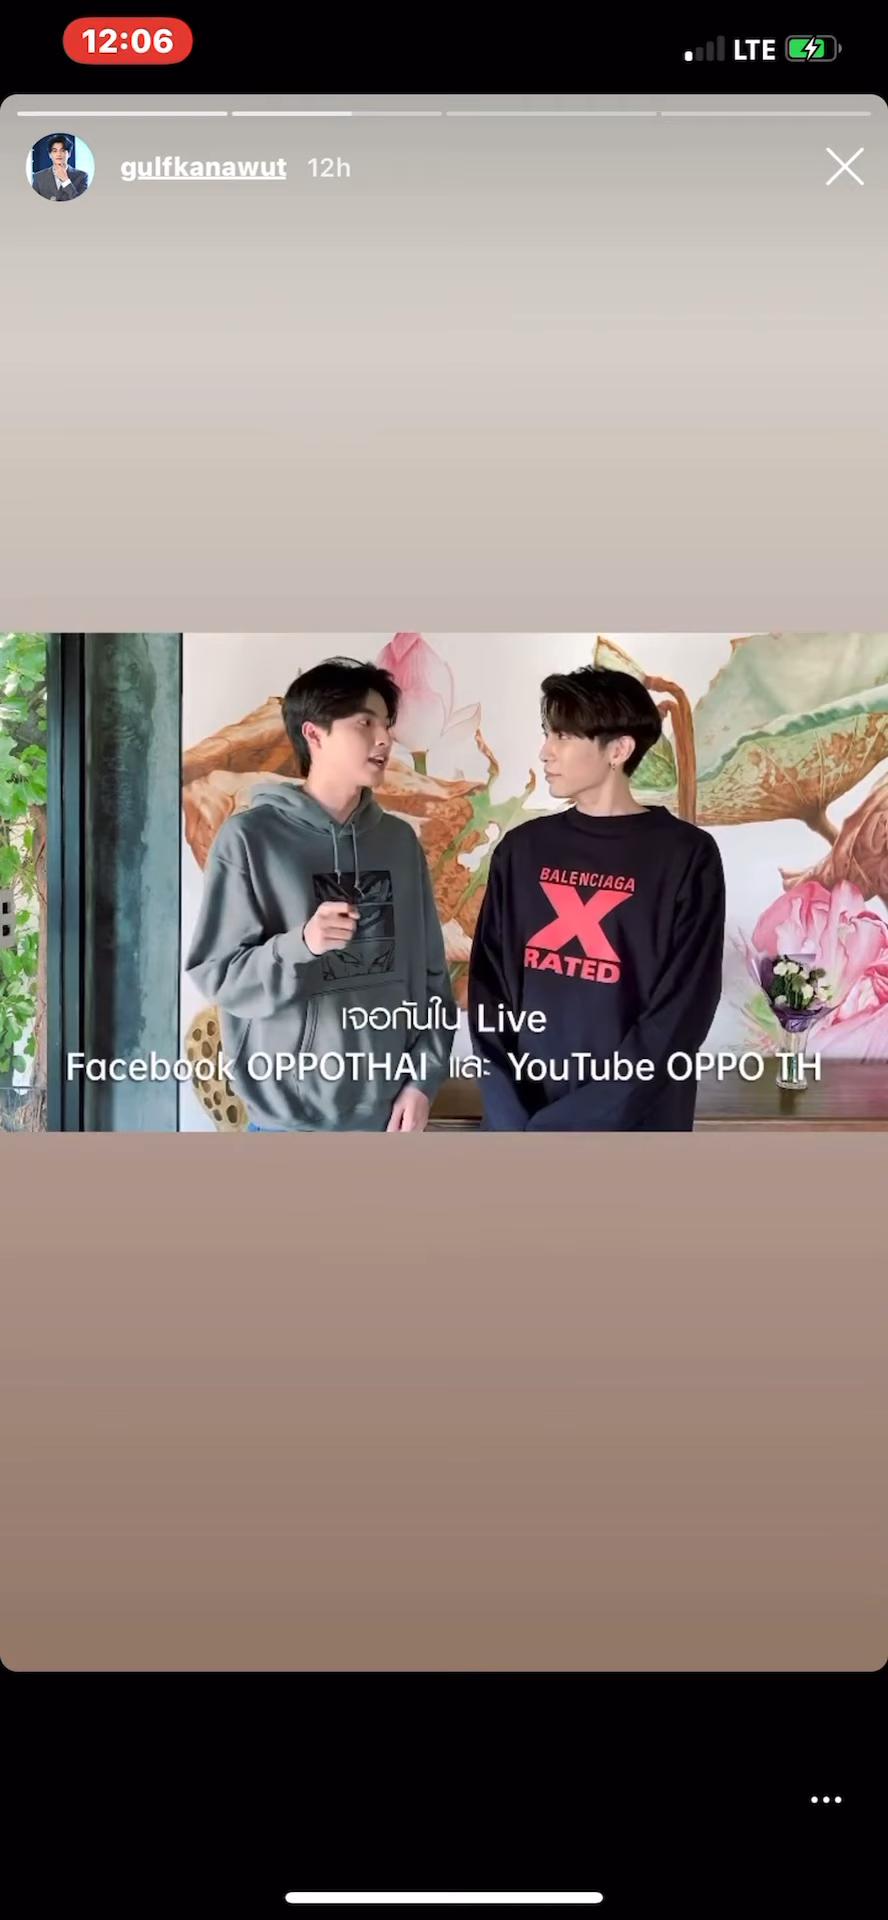 12:06
LTE
gulfkanawut 12h
BALENCIAGA
X
RATED
เจอกันใน Live
Facebook OPPOTHAI และ YouTube OPPO TH